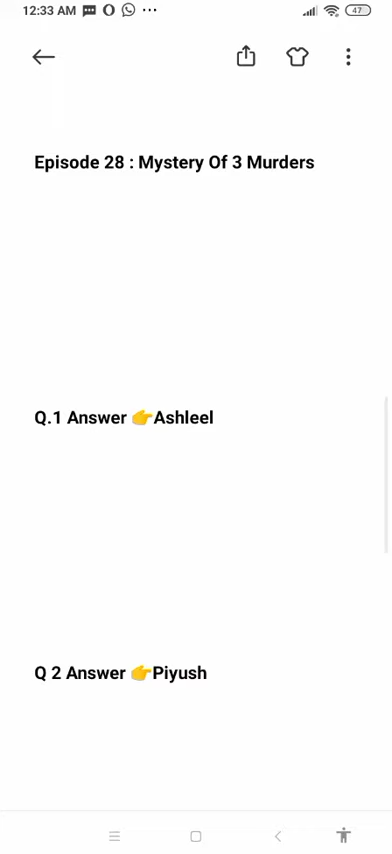 12:33 AM
47
Episode 28 : Mystery Of 3 Murders
Q.1 Answer 👉Ashleel
Q 2 Answer 👉Piyush